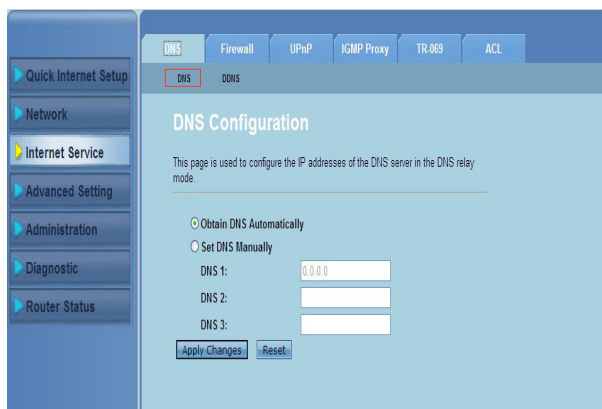 DNS Firewall UPnP IGMP Proxy TR-069 ACL
DNS DDNS
Quick Internet Setup
Network
Internet Service
Advanced Setting
Administration
Diagnostic
Router Status
DNS Configuration
This page is used to configure the IP addresses of the DNS server in the DNS relay
mode.
Obtain DNS Automatically
Set DNS Manually
DNS 1: 0.0.0.0
DNS 2:
DNS 3:
Apply Changes Reset